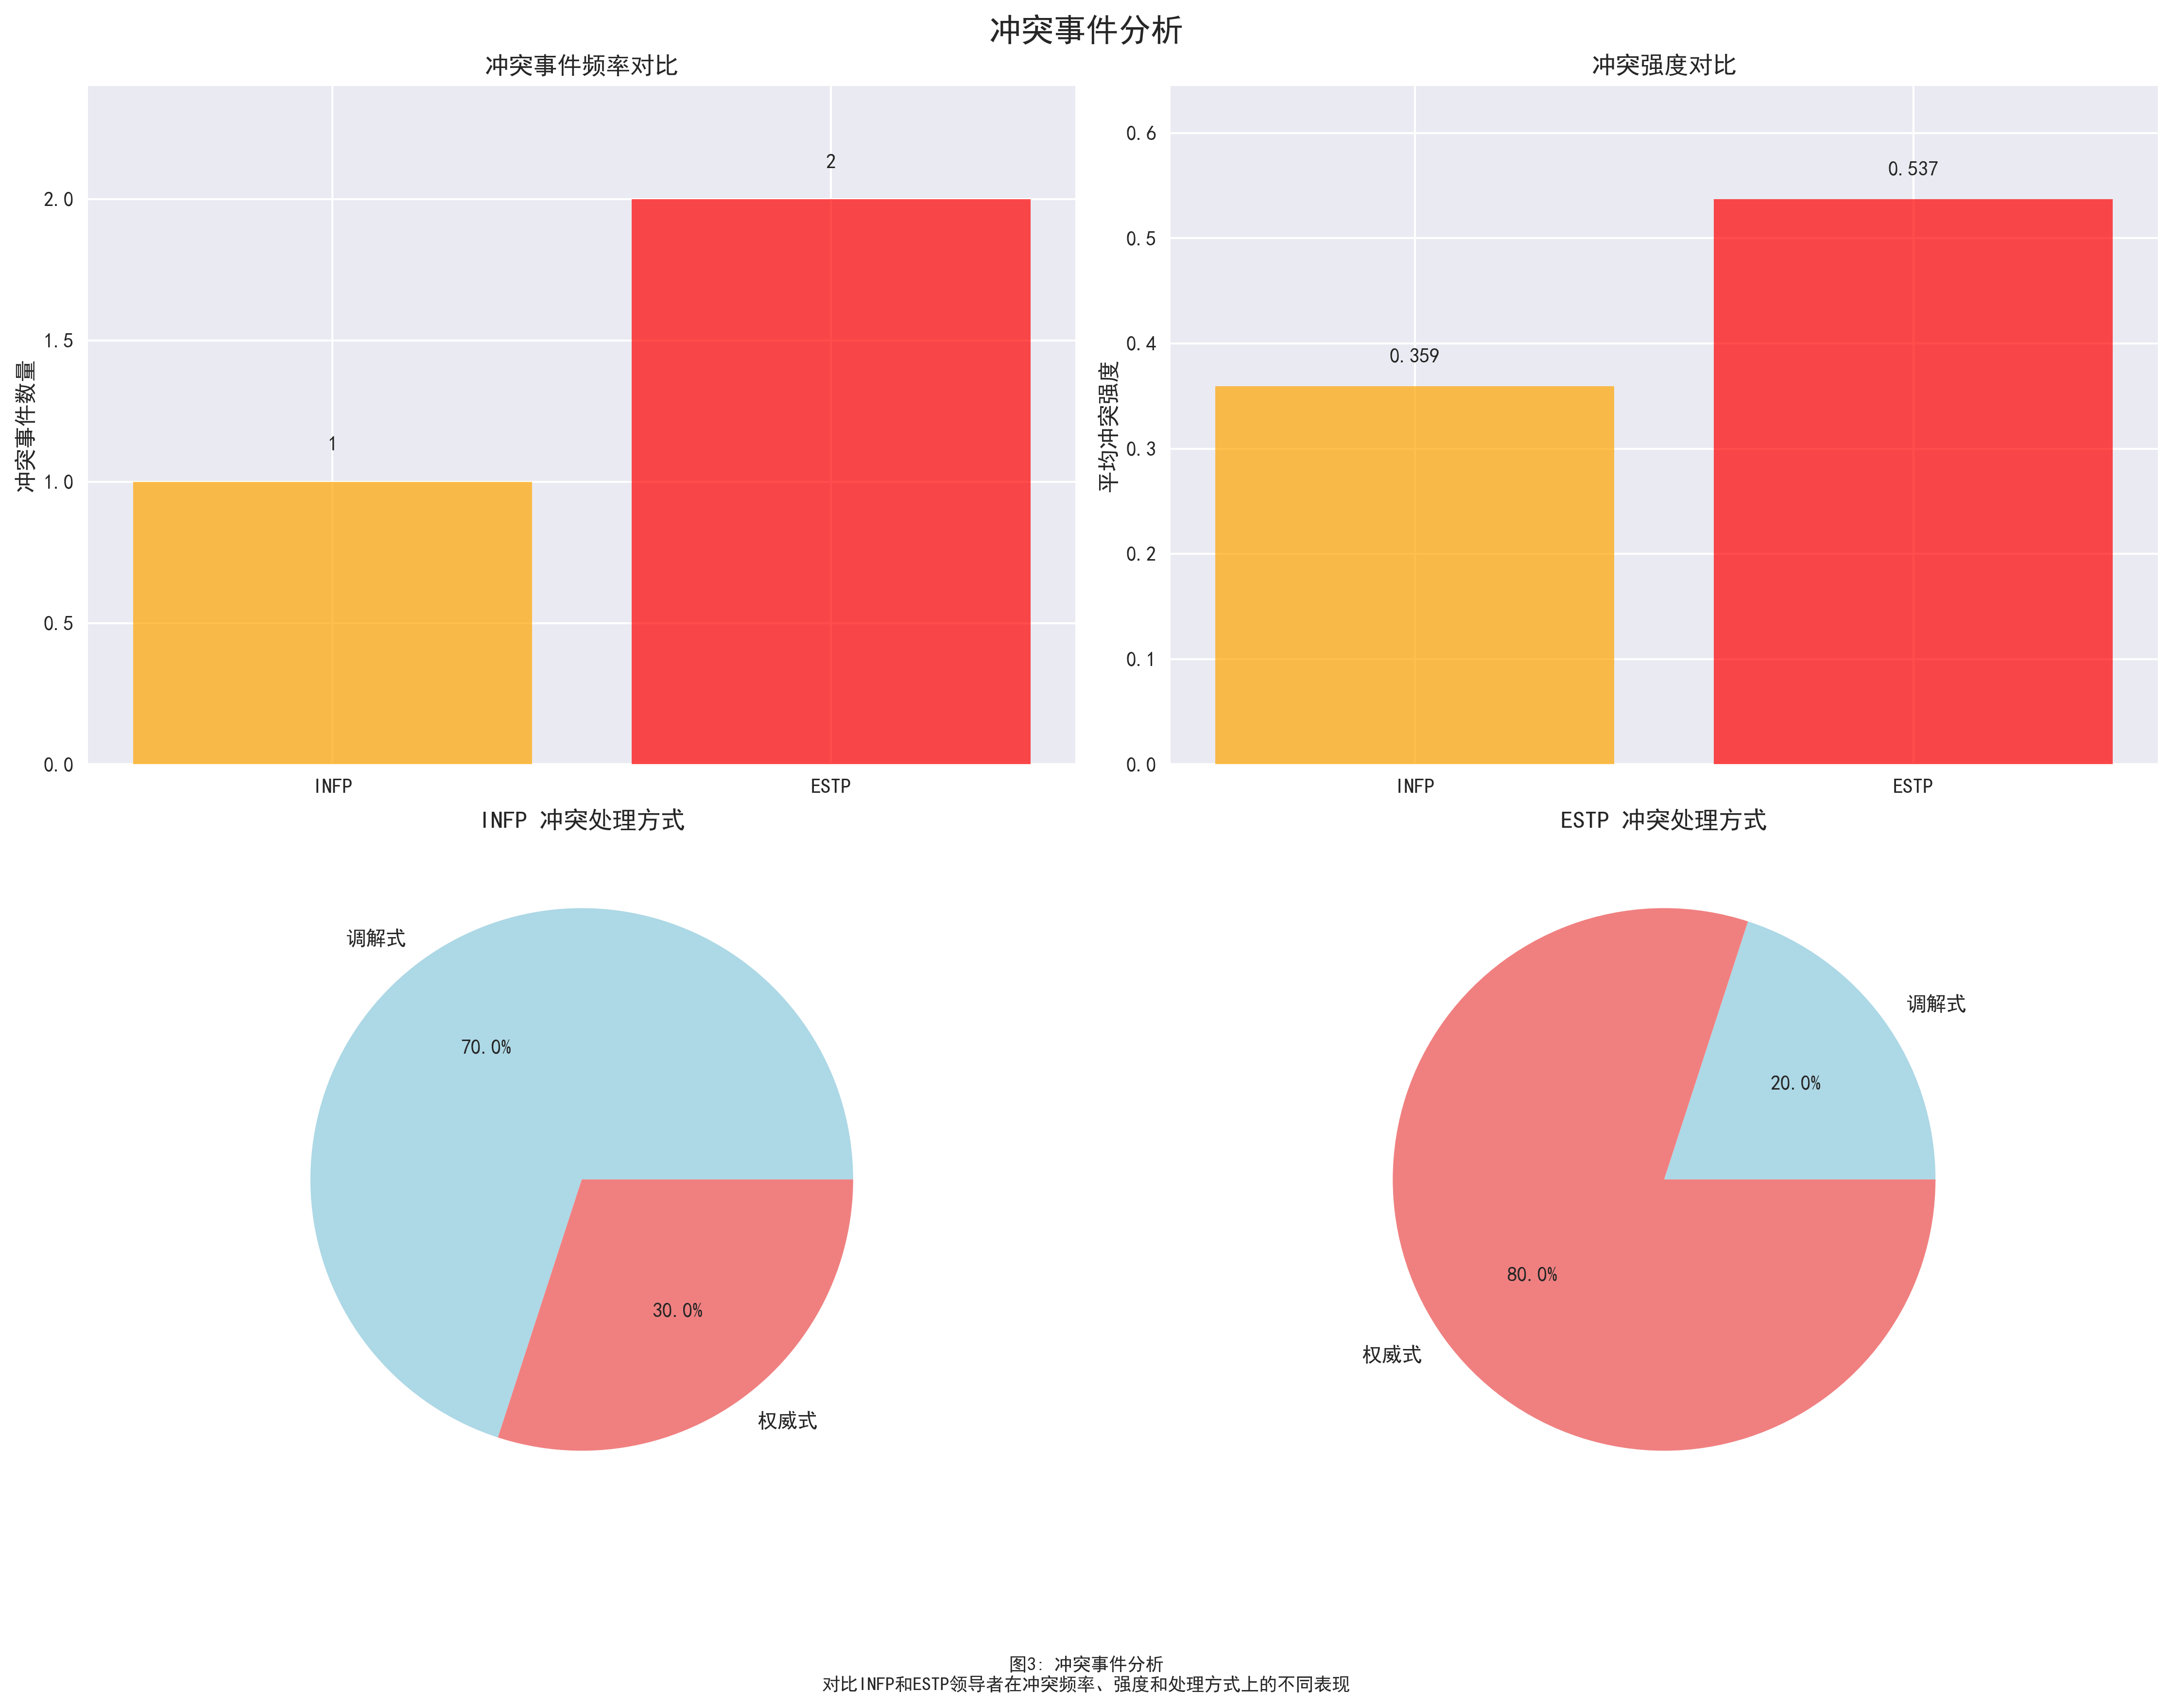 冲突事件分析
冲突事件频率对比
冲突事件数量
2.0
1.5
1.0
0.5
0.0
1
2
INFP
ESTP
冲突强度对比
平均冲突强度
0.6
0.5
0.4
0.3
0.2
0.1
0.0
0.359
0.537
INFP
ESTP
INFP 冲突处理方式
调解式
70.0%
30.0%
权威式
ESTP 冲突处理方式
调解式
20.0%
80.0%
权威式
图3: 冲突事件分析
对比INFP和ESTP领导者在冲突频率、强度和处理方式上的不同表现